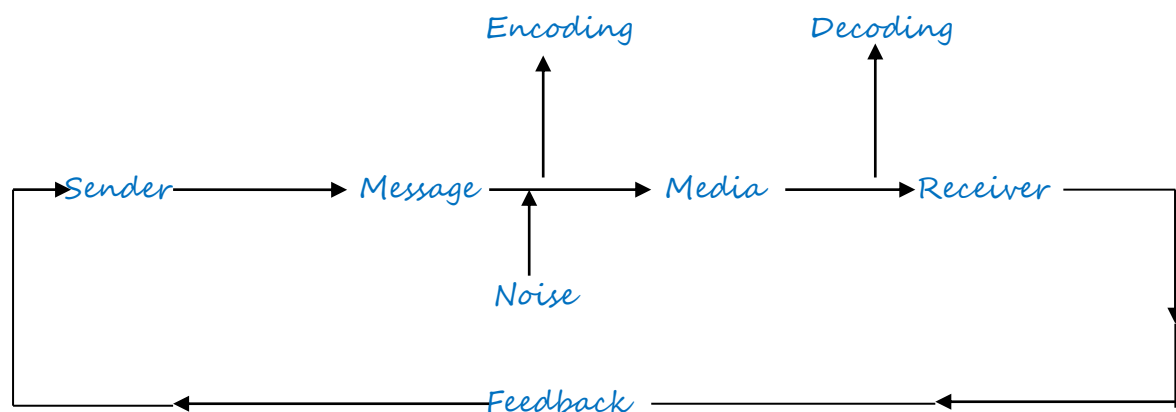 Encoding Decoding
Sender Message Media Receiver
Noise
Feedback